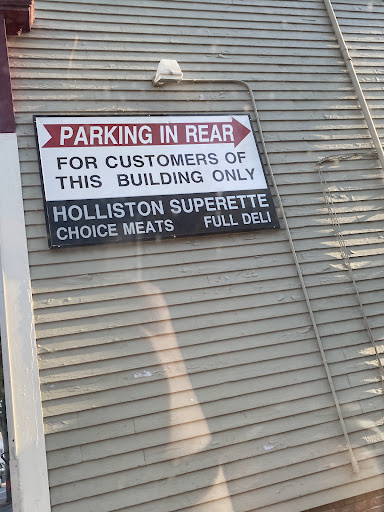 PARKING IN REAR
FOR CUSTOMERS OF
THIS BUILDING ONLY
HOLLISTON SUPERETTE
CHOICE MEATS FULL DELI